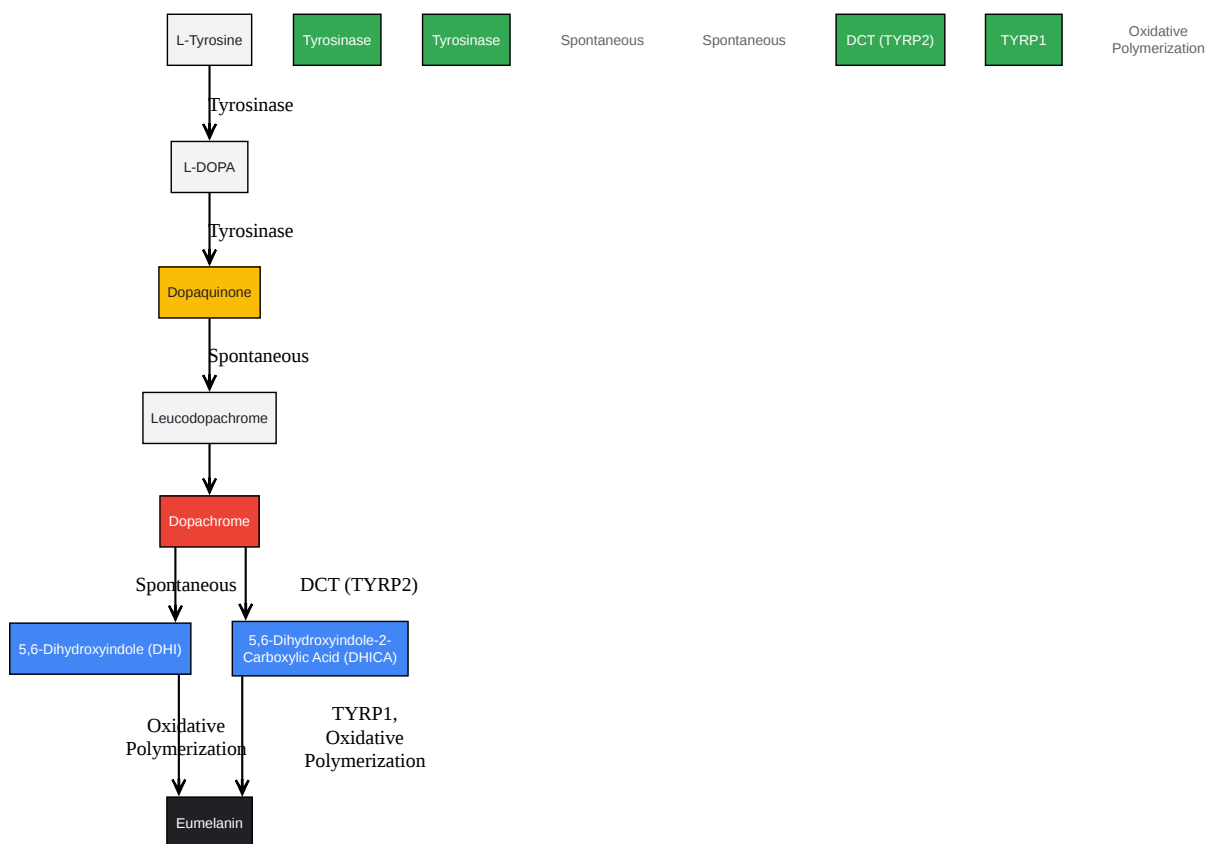 L-Tyrosine
Tyrosinase
Tyrosinase
Spontaneous
Spontaneous
DCT (TYRP2)
TYRP1
Oxidative
Polymerization
Tyrosinase
L-DOPA
Tyrosinase
Dopaquinone
Spontaneous
Leucodopachrome
Dopachrome
Spontaneous
DCT (TYRP2)
5,6-Dihydroxyindole (DHI)
5,6-Dihydroxyindole-2-
Carboxylic Acid (DHICA)
Oxidative
Polymerization
TYRP1,
Oxidative
Polymerization
Eumelanin